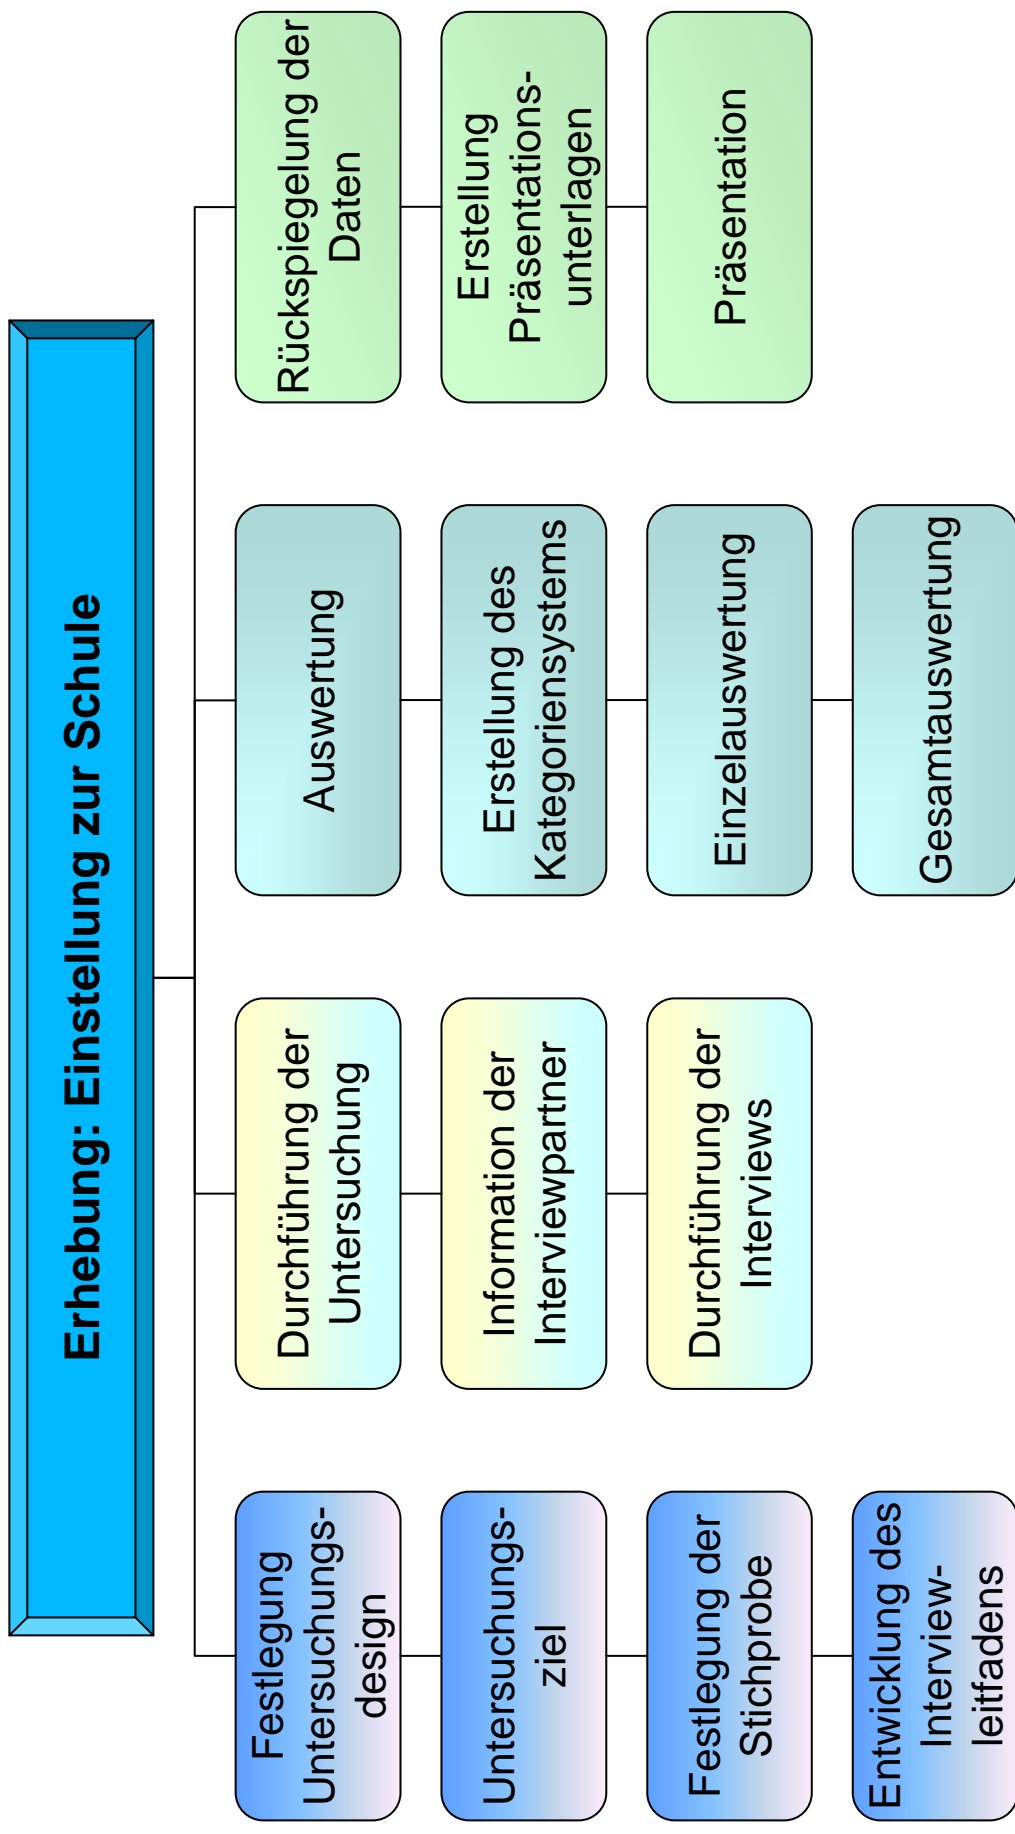 Erhebung: Einstellung zur Schule
Festlegung
Untersuchungs-
design
Untersuchungs-
ziel
Festlegung der
Stichprobe
Entwicklung des
Interview-
leitfadens
Durchführung der
Untersuchung
Information der
Interviewpartner
Durchführung der
Interviews
Auswertung
Erstellung des
Kategoriensystems
Einzelauswertung
Gesamtauswertung
Rückspiegelung der
Daten
Erstellung
Präsentations-
unterlagen
Präsentation